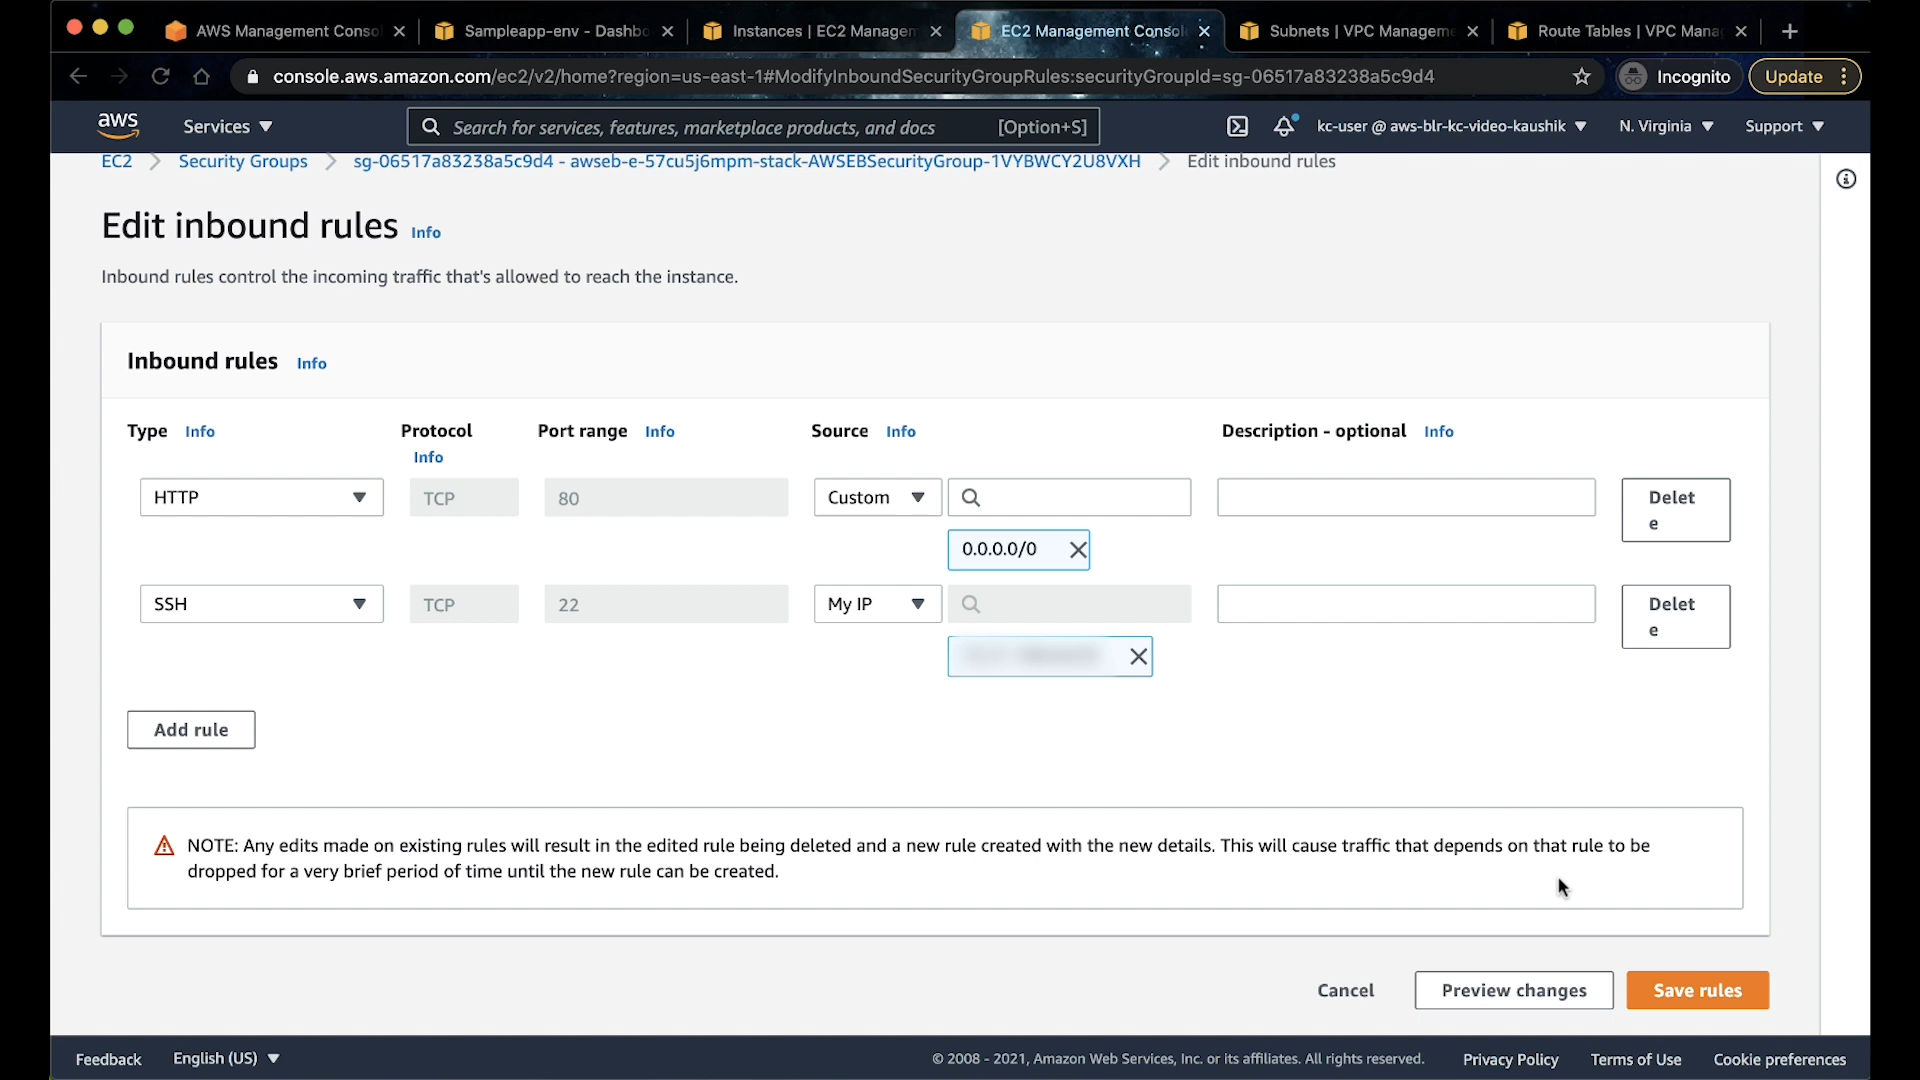 AWS Management Consol
Sampleapp-env - Dashbo
Instances | EC2 Managem
EC2 Management Consol
Subnets | VPC Managem
Route Tables | VPC Mana
console.aws.amazon.com/ec2/v2/home?region=us-east-1#ModifyInboundSecurityGroupRules:securityGroupId=sg-06517a83238a5c9d4
Incognito
Update
aws
Services
Search for services, features, marketplace products, and docs
[Option+S]
kc-user @ aws-blr-kc-video-kaushik
N. Virginia
Support
EC2
Security Groups
sg-06517a83238a5c9d4 - awseb-e-57cu5j6mpm-stack-AWSEBSecurityGroup-1VYBWCY2U8VXH
Edit inbound rules
Edit inbound rules Info
Inbound rules control the incoming traffic that's allowed to reach the instance.
Inbound rules Info
Type Info
Protocol
Info
Port range Info
Source Info
Description - optional Info
HTTP
TCP
80
Custom
Delet
e
0.0.0.0/0
SSH
TCP
22
My IP
Delet
e
Add rule
NOTE: Any edits made on existing rules will result in the edited rule being deleted and a new rule created with the new details. This will cause traffic that depends on that rule to be
dropped for a very brief period of time until the new rule can be created.
Cancel
Preview changes
Save rules
Feedback
English (US)
© 2008 - 2021, Amazon Web Services, Inc. or its affiliates. All rights reserved.
Privacy Policy
Terms of Use
Cookie preferences